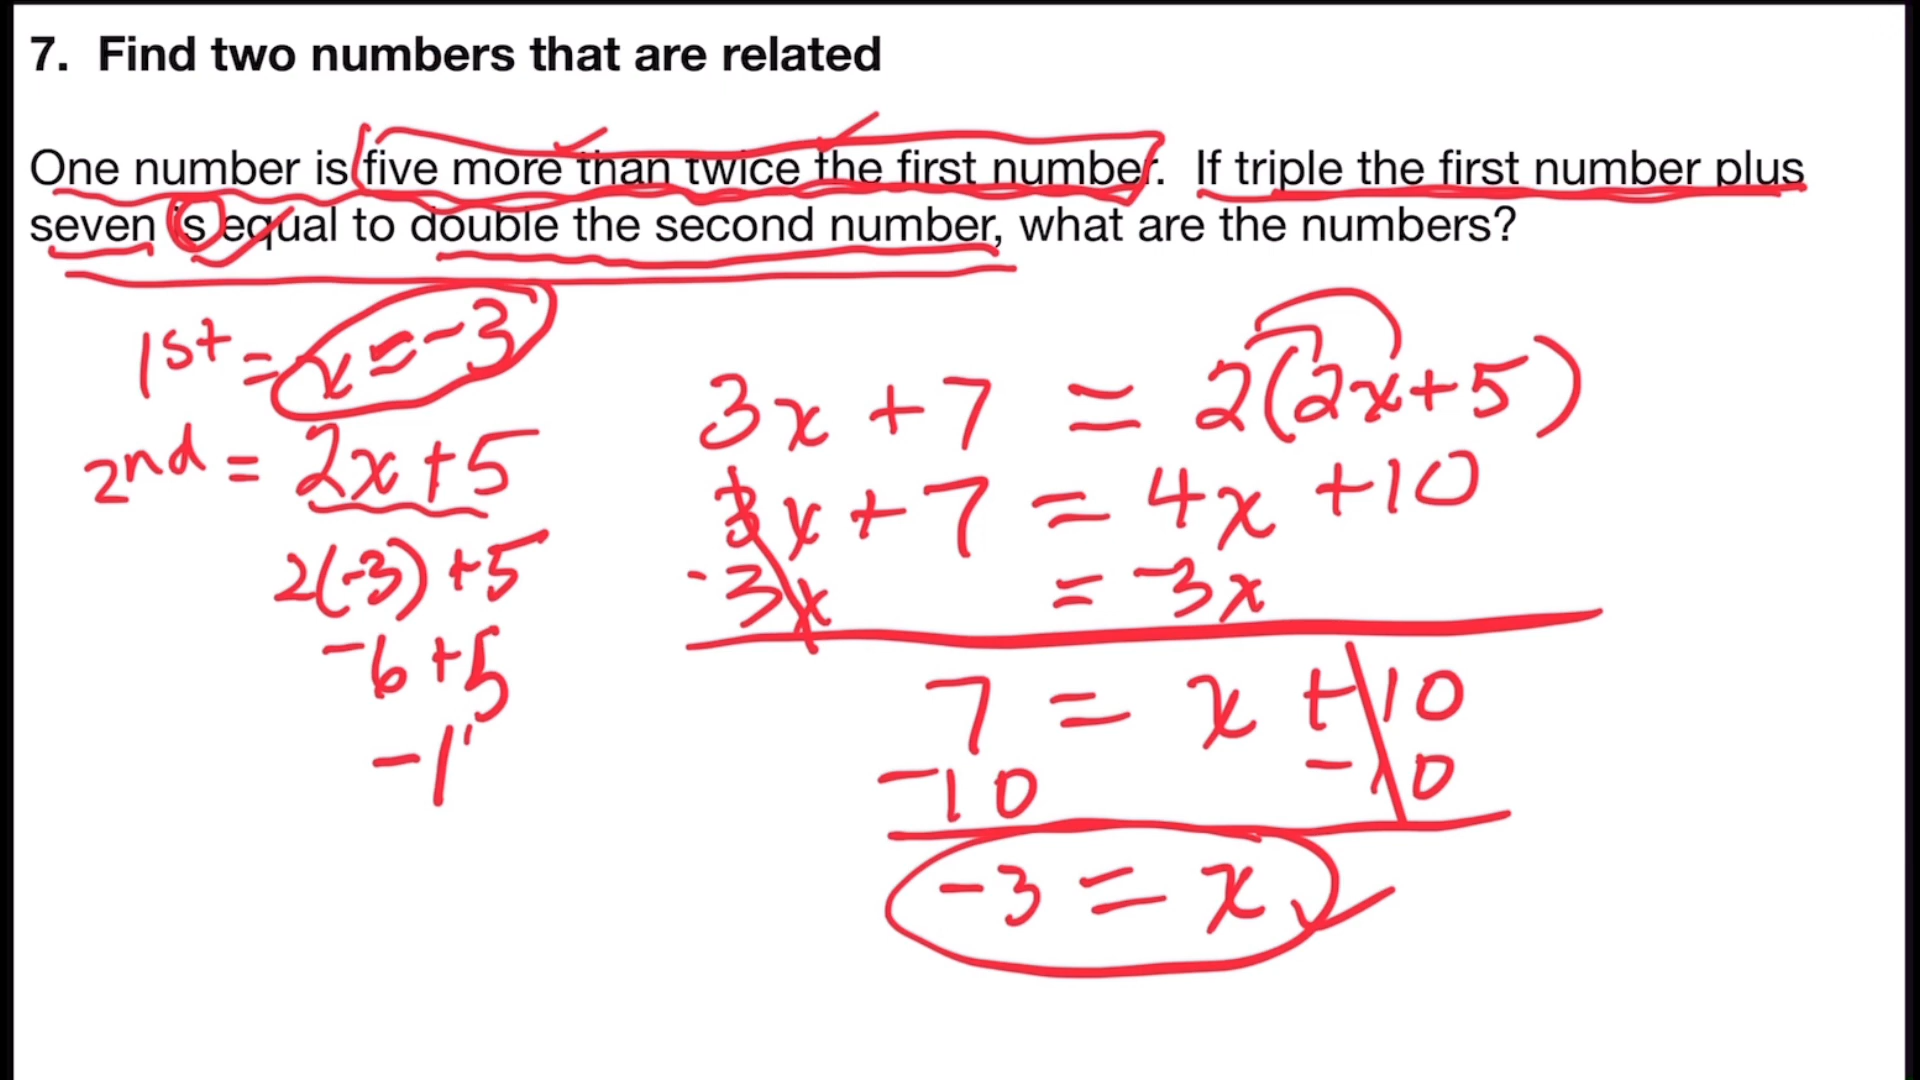 7. Find two numbers that are related
One number is five more than twice the first number. If triple the first number plus
seven is equal to double the second number, what are the numbers?
1st = x = -3
2nd = 2x+5
2(-3) +5
-6 +5
-1
3x + 7 = 2(2x+5)
3x + 7 = 4x +10
-3x = -3x
7 = x +10
-10 -10
-3 = x